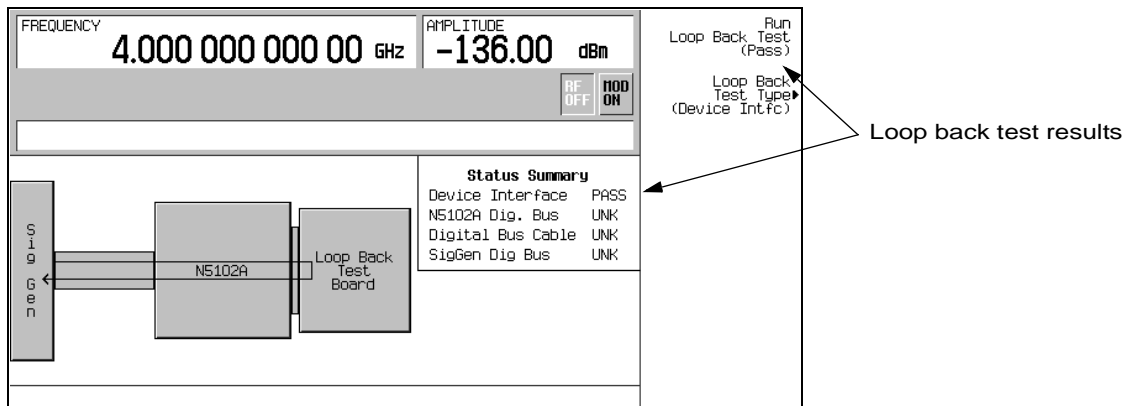 FREQUENCY
4.000 000 000 00 GHz
AMPLITUDE
-136.00 dBm
RF
OFF
MOD
ON
Run
Loop Back Test
(Pass)
Loop Back
Test Type
(Device Intfc)
Loop back test results
Status Summary
Device Interface PASS
N5102A Dig. Bus UNK
Digital Bus Cable UNK
SigGen Dig Bus UNK
Sig Gen
N5102A
Loop Back
Test
Board